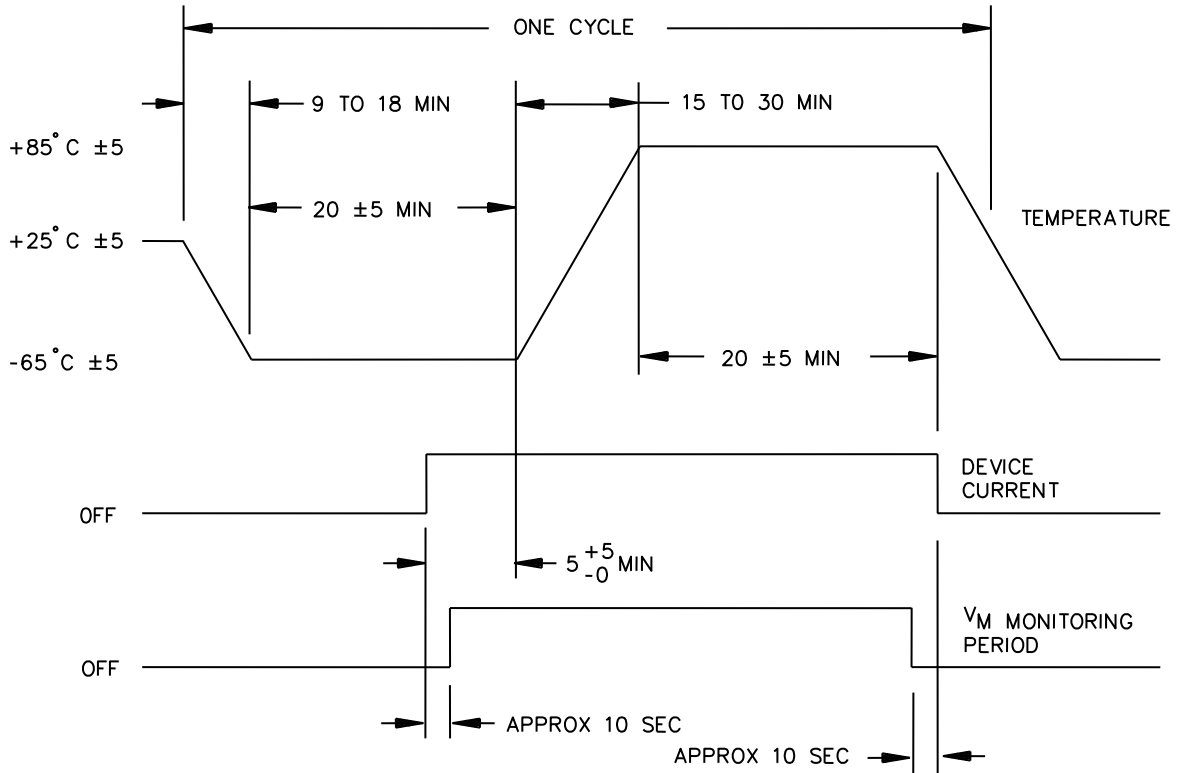 ONE CYCLE
9 TO 18 MIN
15 TO 30 MIN
+85°C ±5
20 ±5 MIN
TEMPERATURE
+25°C ±5
-65°C ±5
20 ±5 MIN
DEVICE
CURRENT
OFF
5 +5 -0 MIN
VM MONITORING
PERIOD
OFF
APPROX 10 SEC
APPROX 10 SEC